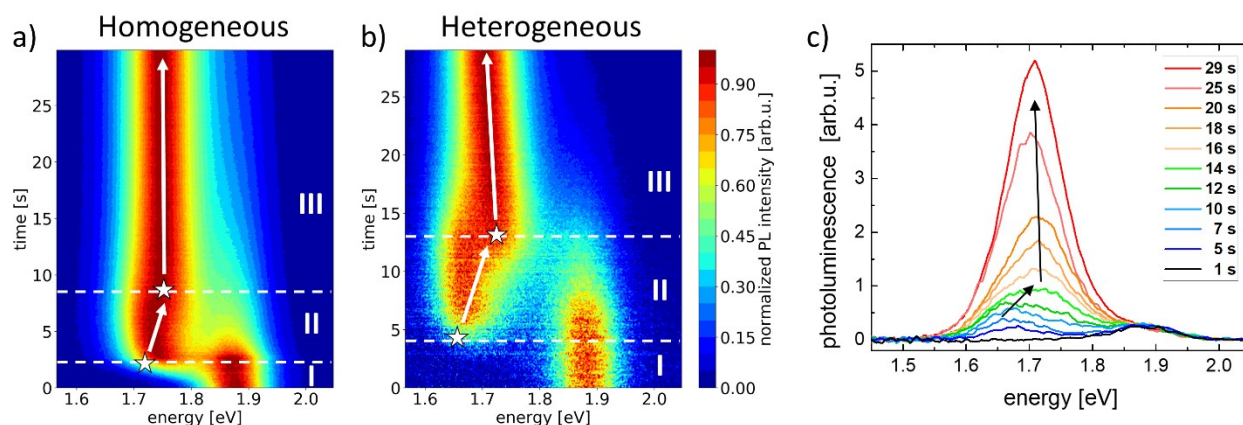 Homogeneous
Heterogeneous
a)
b)
c)
25
20
15
10
5
0
time [s]
1.6 1.7 1.8 1.9 2.0
energy [eV]
I
II
III
25
20
15
10
5
0
time [s]
1.6 1.7 1.8 1.9 2.0
energy [eV]
I
II
III
0.90
0.75
0.60
0.45
0.30
0.15
0.00
normalized PL intensity [arb.u.]
5
4
3
2
1
0
photoluminescence [arb.u.]
1.5 1.6 1.7 1.8 1.9 2.0
energy [eV]
29 s
25 s
20 s
18 s
16 s
14 s
12 s
10 s
7 s
5 s
1 s